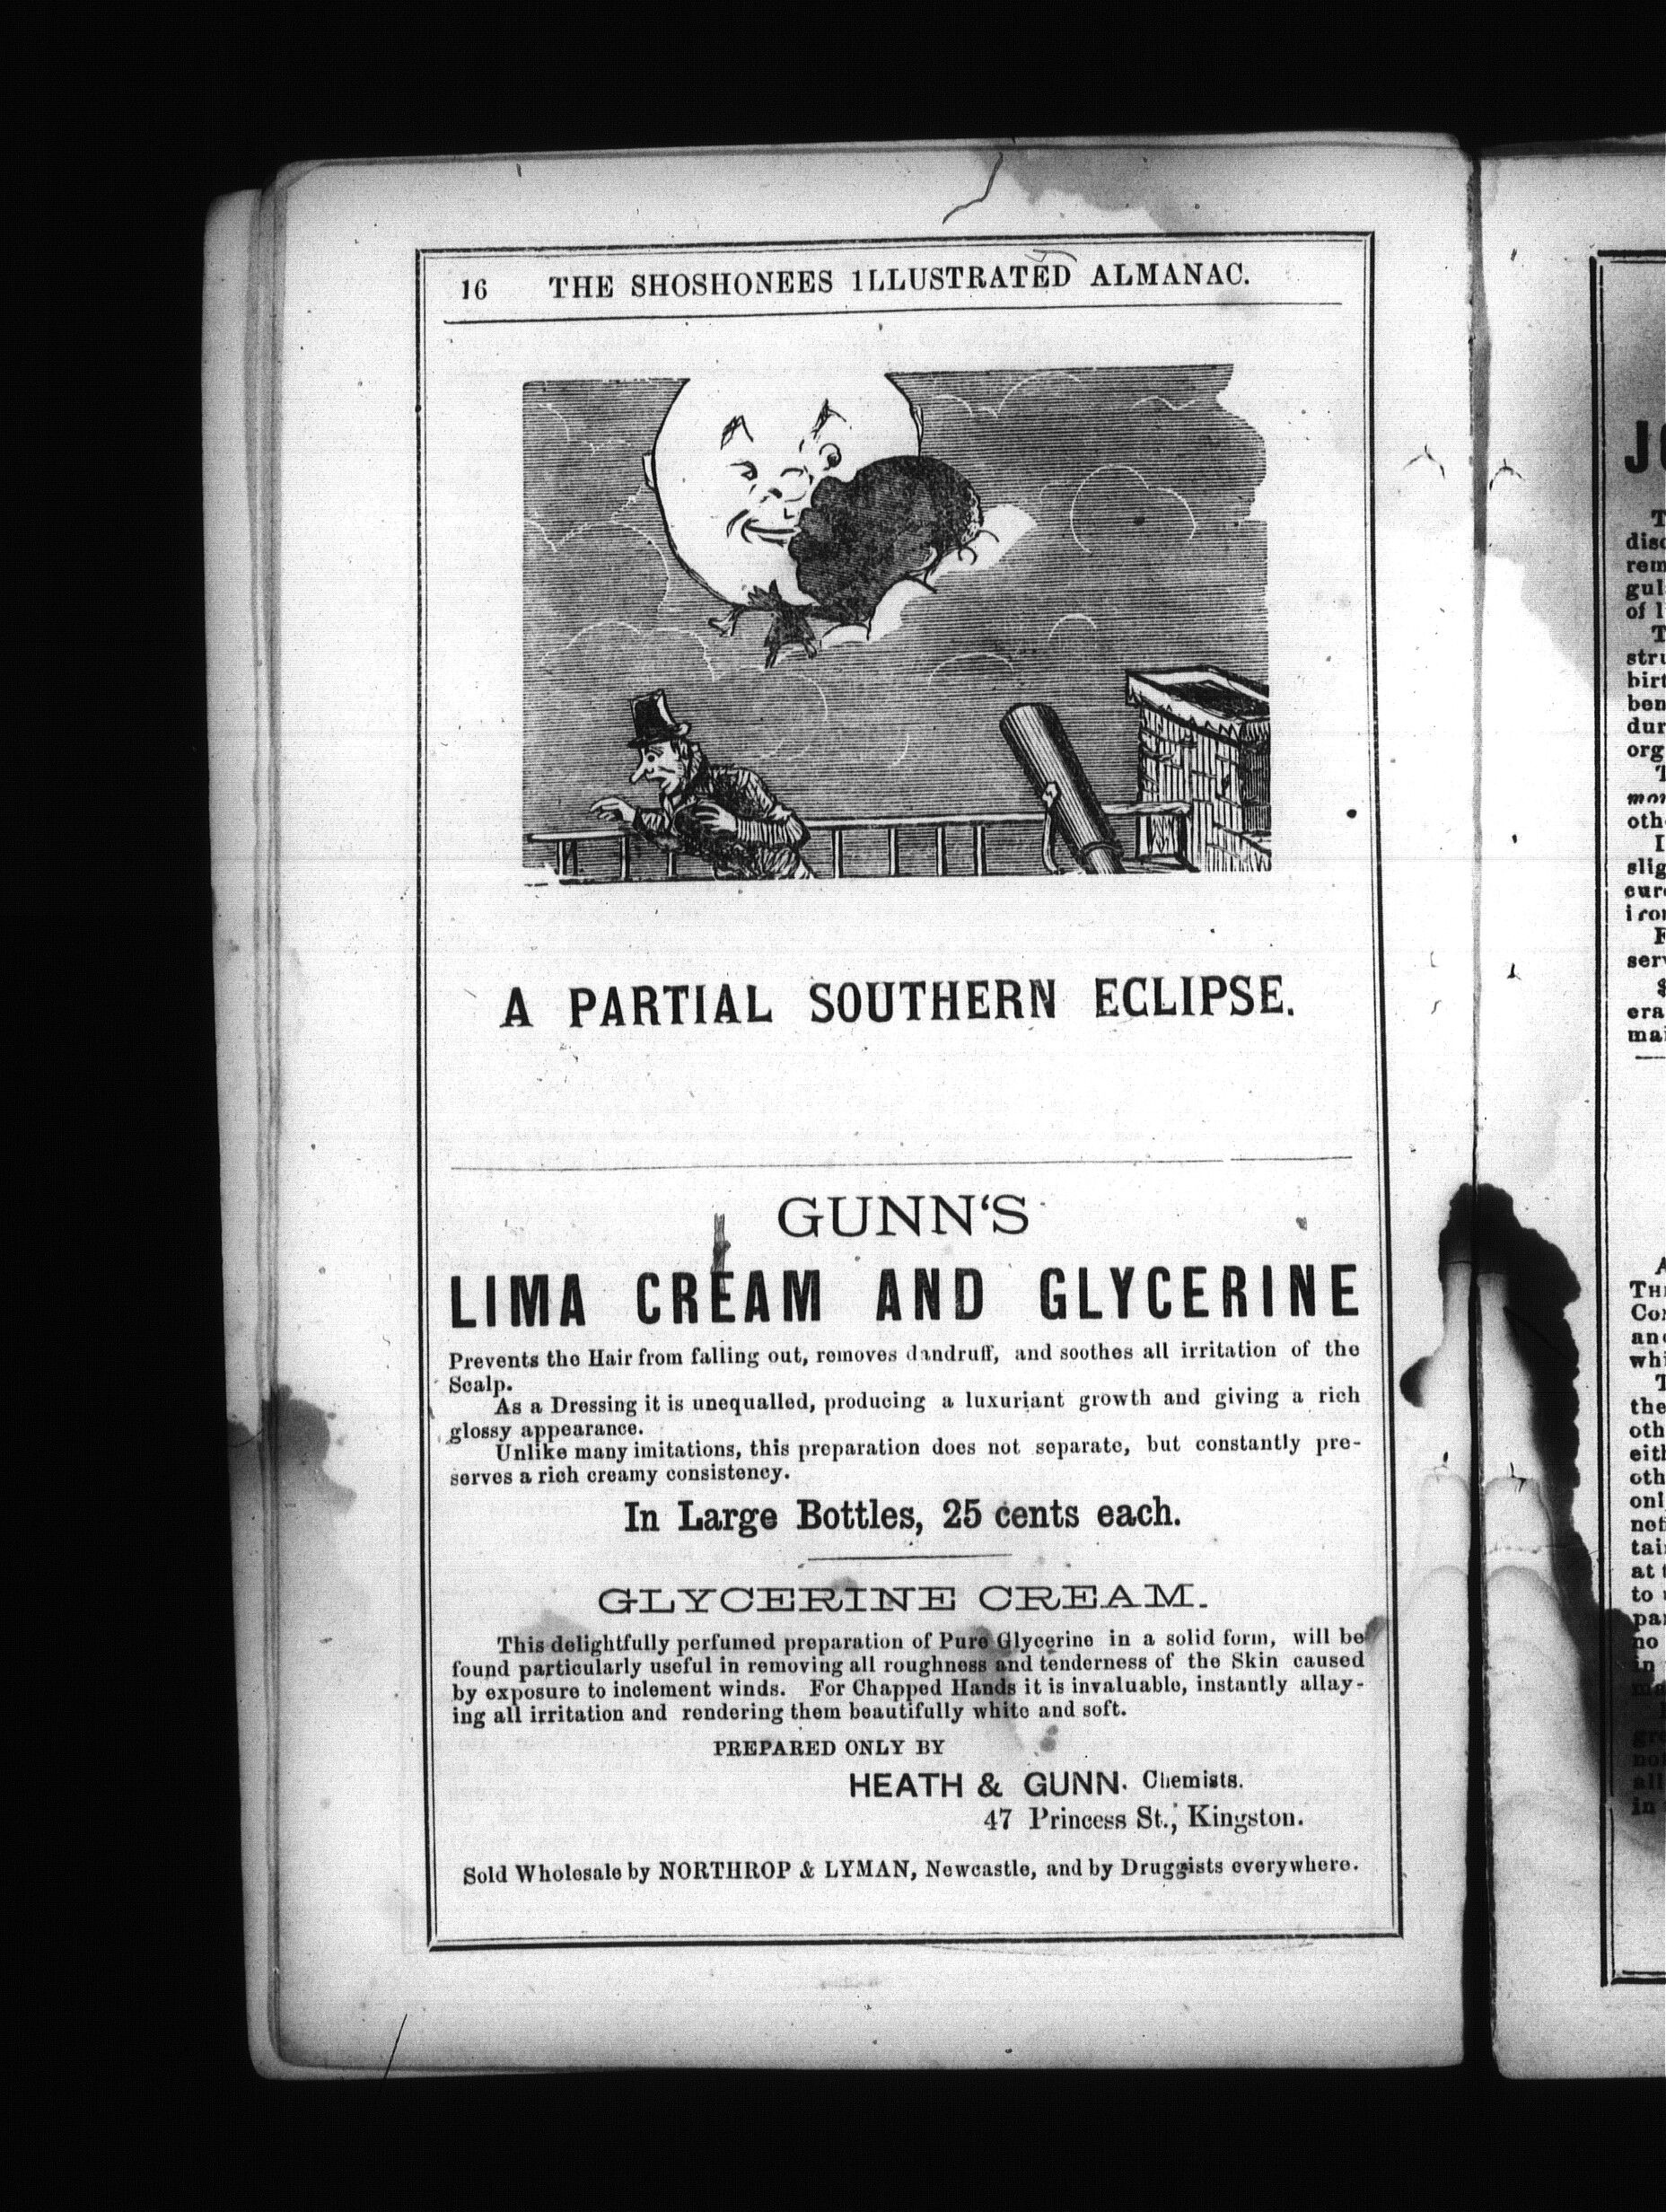 16 THE SHOSHONEES 1LLUSTRATED ALMANAC.
A PARTIAL SOUTHERN ECLIPSE.
GUNN'S
LIMA CREAM AND GLYCERINE
Prevents the Hair from falling out, removes dandruff, and soothes all irritation of the
Scalp.
As a Dressing it is unequalled, producing a luxuriant growth and giving a rich
glossy appearance.
Unlike many imitations, this preparation does not separate, but constantly pre-
serves a rich creamy consistency.
In Large Bottles, 25 cents each.
GLYCERINE CREAM.
This delightfully perfumed preparation of Pure Glycerine in a solid form, will be
found particularly useful in removing all roughness and tenderness of the Skin caused
by exposure to inclement winds. For Chapped Hands it is invaluable, instantly allay-
ing all irritation and rendering them beautifully white and soft.
PREPARED ONLY BY
HEATH & GUNN. Chemists.
47 Princess St., Kingston.
Sold Wholesale by NORTHROP & LYMAN, Newcastle, and by Druggists everywhere.